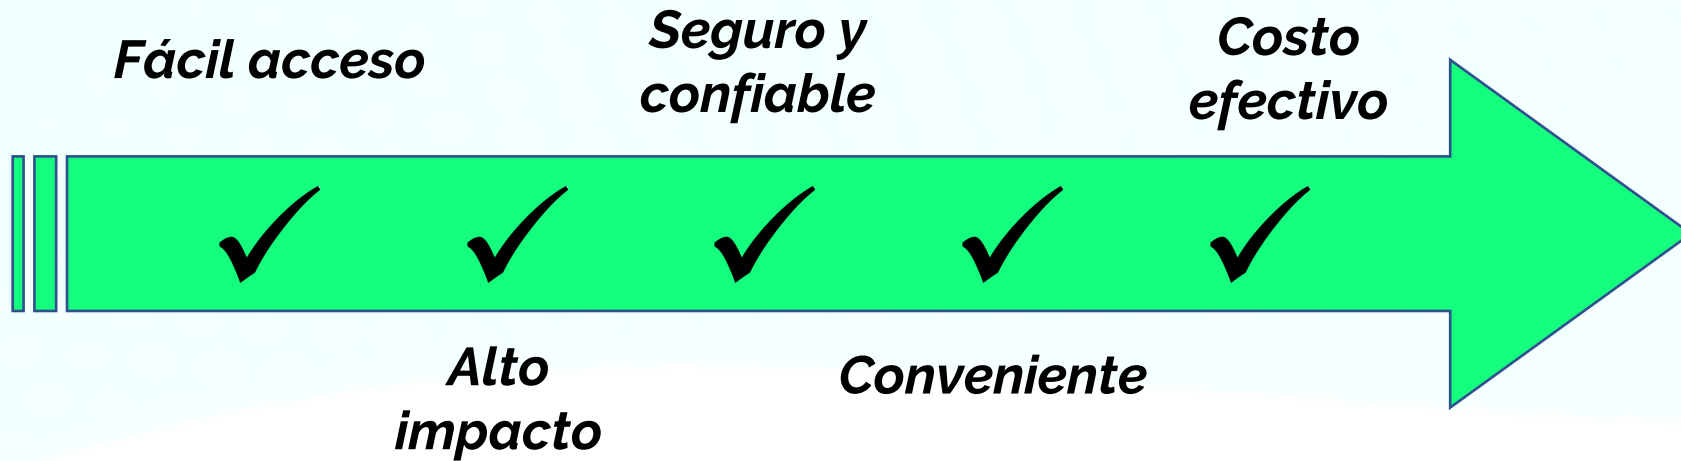 Fácil acceso
Seguro y
confiable
Costo
efectivo
Alto
impacto
Conveniente